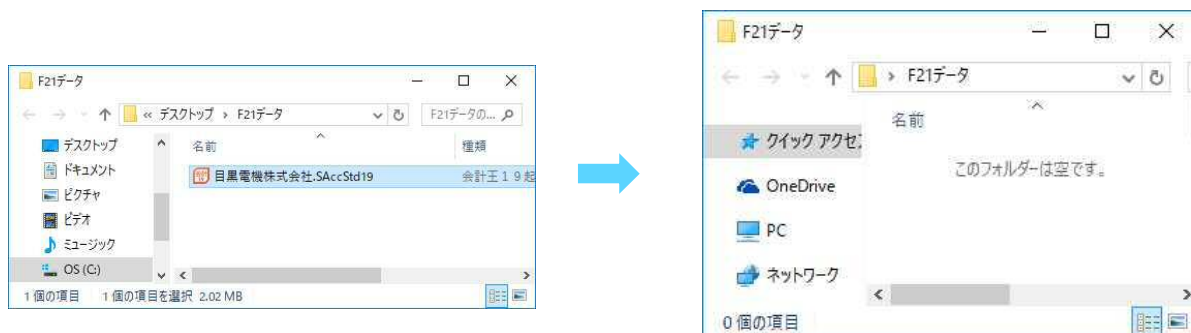 F21データ
« デスクトップ › F21データ
F21データの...
デスクトップ
ドキュメント
ピクチャ
ビデオ
ミュージック
OS (C:)
名前
種類
目黒電機株式会社.SAccStd19
会計王19起
1 個の項目
1 個の項目を選択 2.02 MB
F21データ
› F21データ
名前
クイック アクセス
OneDrive
PC
ネットワーク
このフォルダーは空です。
0 個の項目